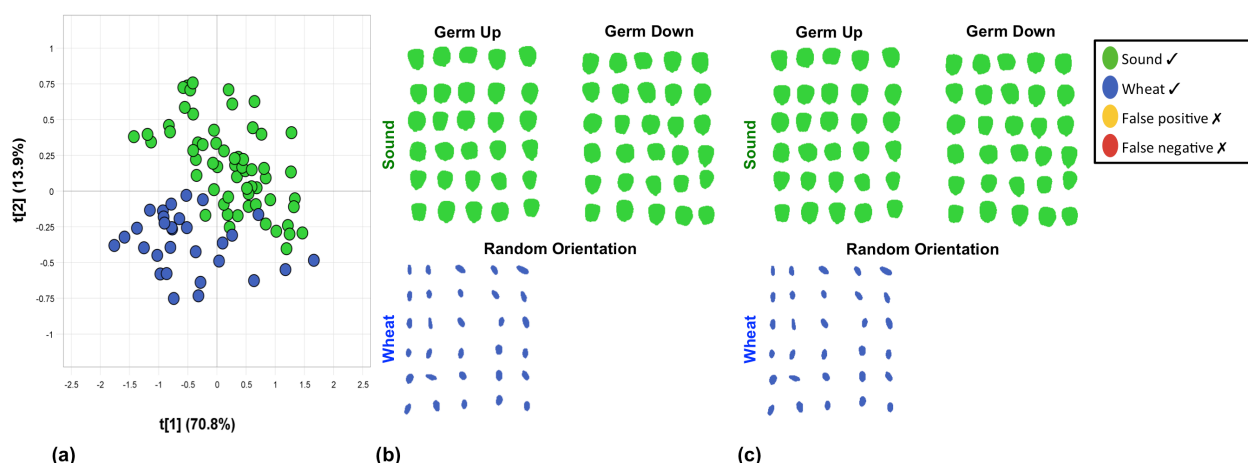 1
0.75
0.5
0.25
0
-0.25
-0.5
-0.75
-1
t[2] (13.9%)
-2.5 -2 -1.5 -1 -0.5 0 0.5 1 1.5 2 2.5
t[1] (70.8%)
(a)
Germ Up Germ Down
Sound
Random Orientation
Wheat
(b)
Germ Up Germ Down
Sound
Random Orientation
Wheat
(c)
Sound ✓
Wheat ✓
False positive ✗
False negative ✗